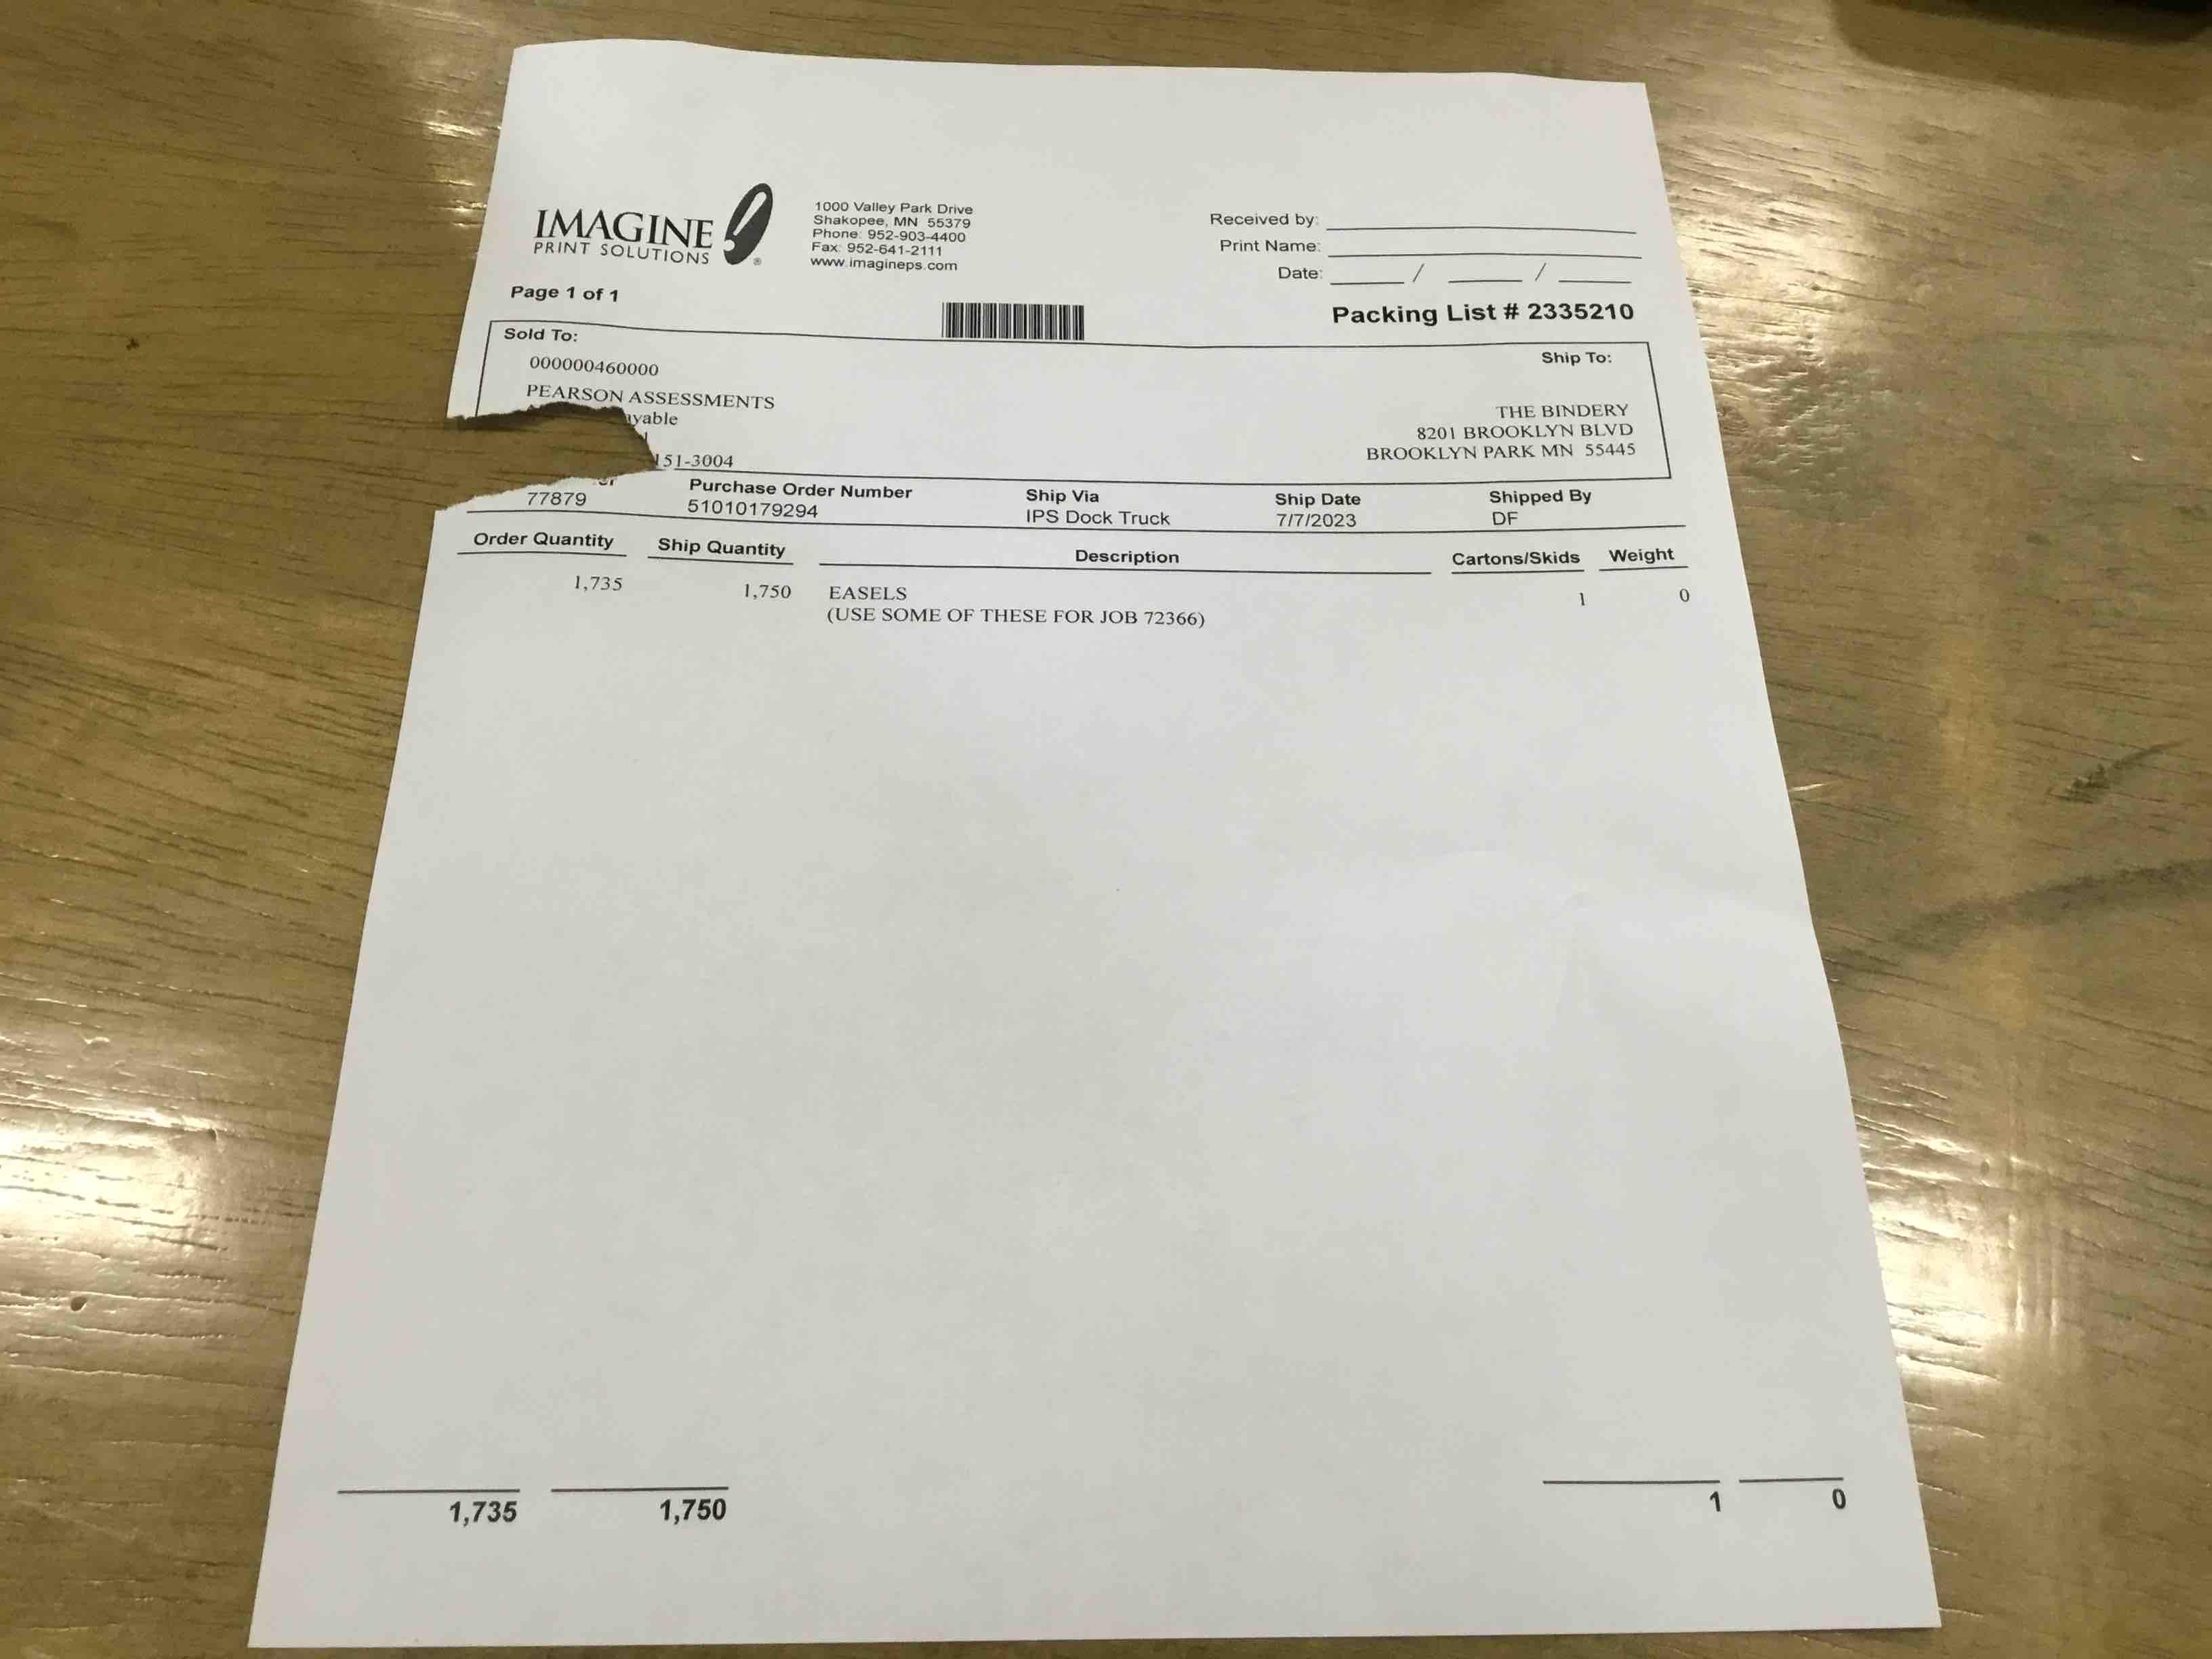 IMAGINE
PRINT SOLUTIONS ®
1000 Valley Park Drive
Shakopee, MN 55379
Phone: 952-903-4400
Fax: 952-641-2111
www.imagineps.com
Received by:
Print Name:
Date: / /
Page 1 of 1
Packing List # 2335210
Sold To:
000000460000
PEARSON ASSESSMENTS
151-3004
Ship To:
THE BINDERY
8201 BROOKLYN BLVD
BROOKLYN PARK MN 55445
Purchase Order Number Ship Via Ship Date Shipped By
77879 51010179294 IPS Dock Truck 7/7/2023 DF
Order Quantity Ship Quantity Description Cartons/Skids Weight
1,735 1,750 EASELS 1 0
(USE SOME OF THESE FOR JOB 72366)
1,735 1,750 1 0